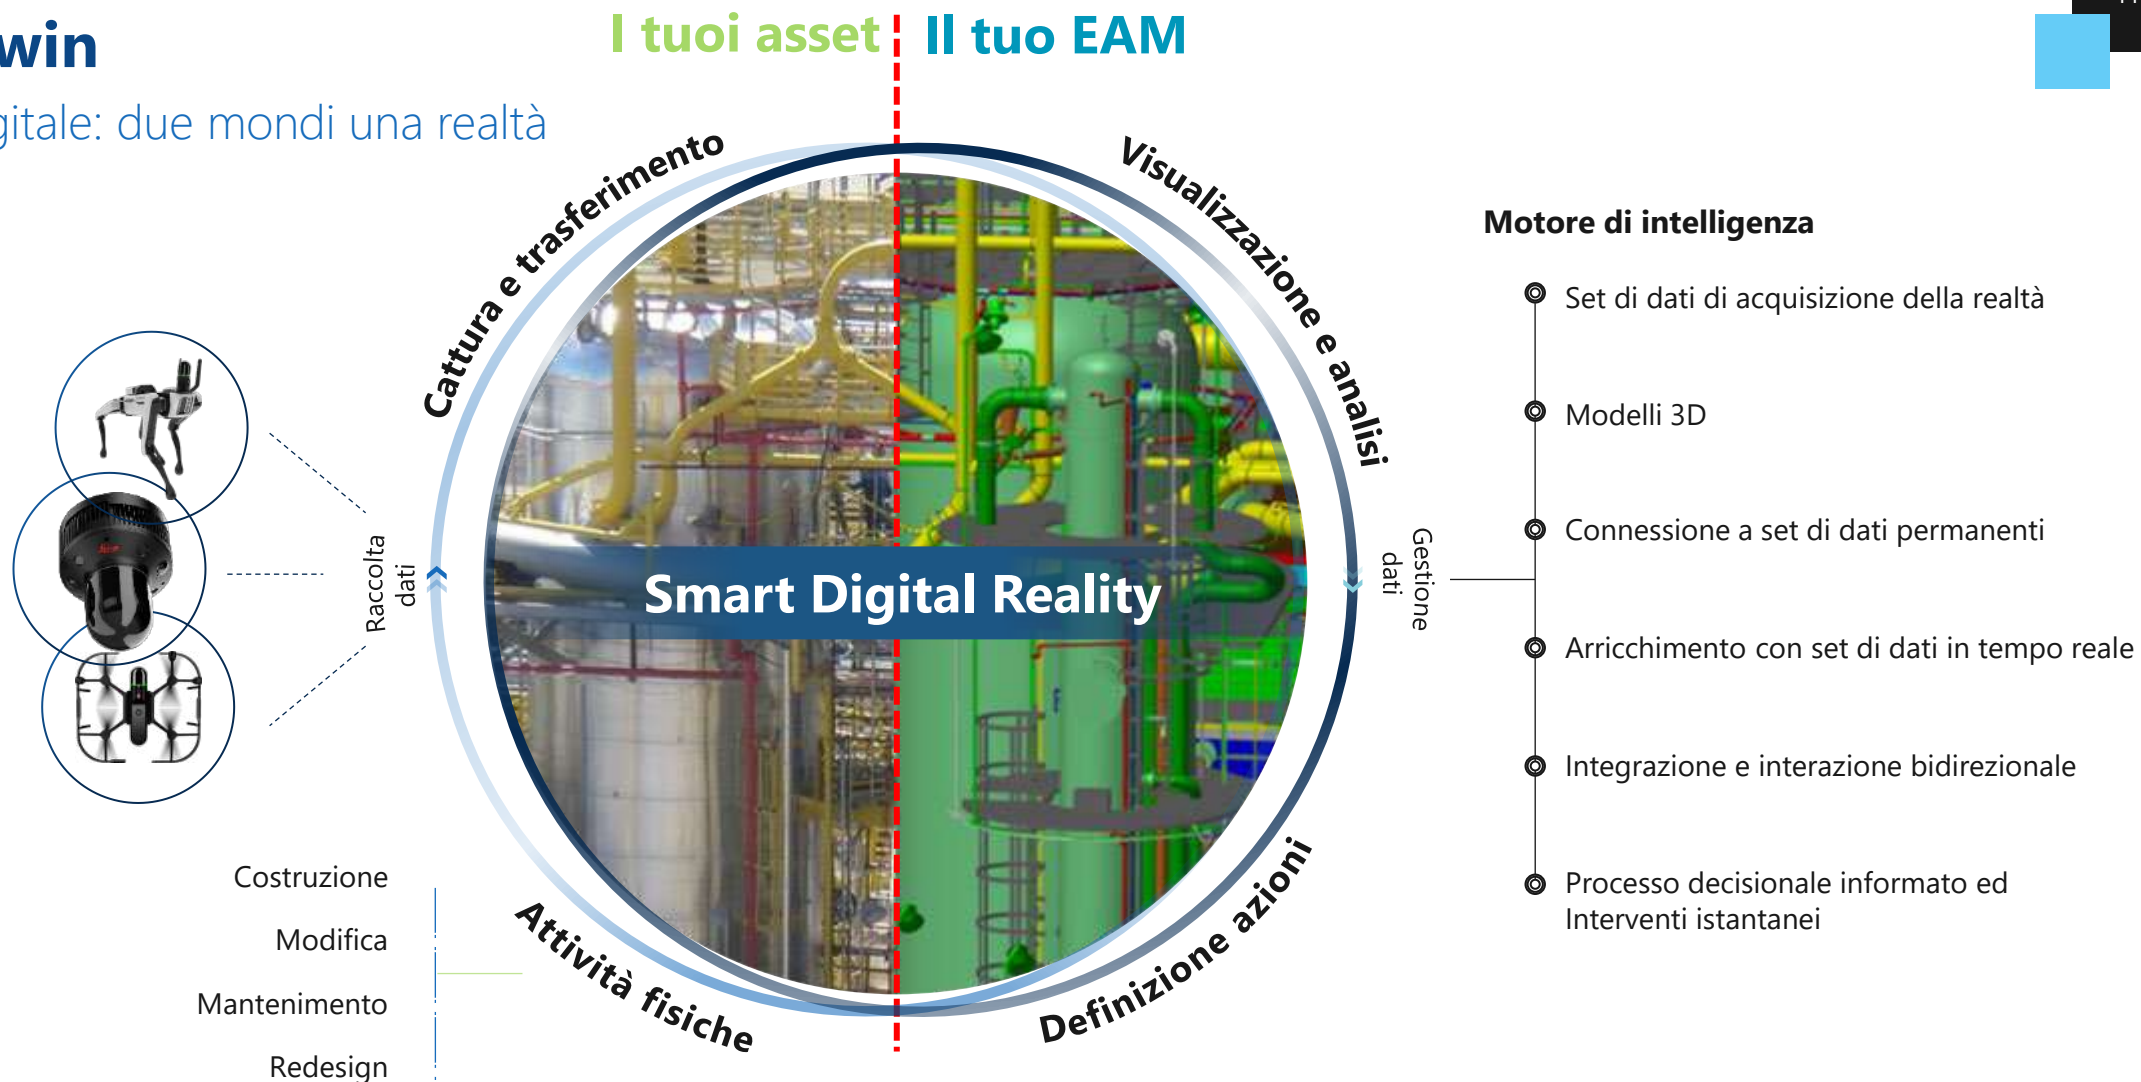 win
gitale: due mondi una realtà
I tuoi asset
Il tuo EAM
Cattura e trasferimento
Visualizzazione e analisi
Raccolta
dati
Smart Digital Reality
Gestione
dati
Attività fisiche
Definizione azioni
Costruzione
Modifica
Mantenimento
Redesign
Motore di intelligenza
Set di dati di acquisizione della realtà
Modelli 3D
Connessione a set di dati permanenti
Arricchimento con set di dati in tempo reale
Integrazione e interazione bidirezionale
Processo decisionale informato ed
Interventi istantanei